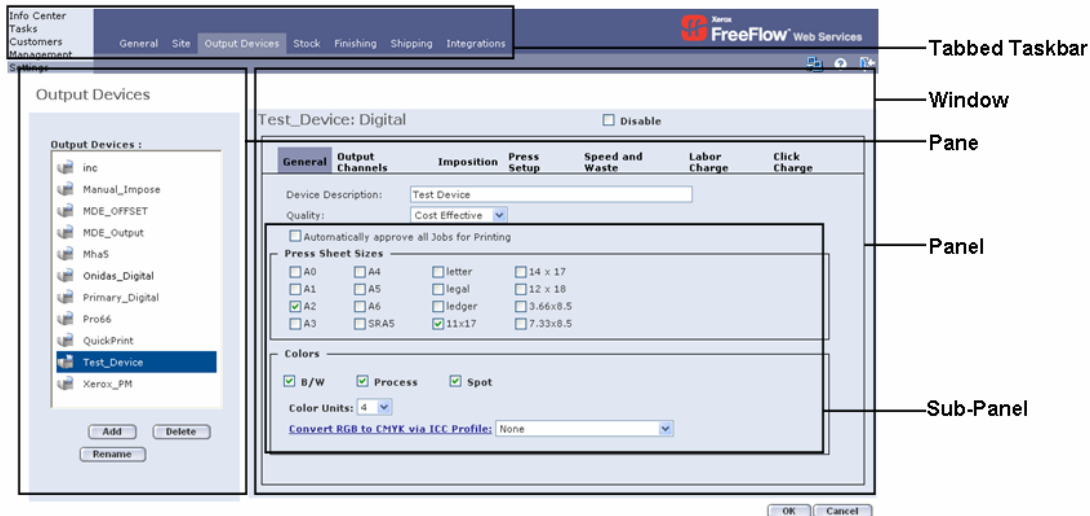 Info Center
Tasks
Customers
Management
Settings
General Site Output Devices Stock Finishing Shipping Integrations
Xerox
FreeFlow® Web Services
Tabbed Taskbar
Output Devices
Window
Test_Device: Digital
Disable
Pane
Output Devices :
inc
Manual_Impose
MDE_OFFSET
MDE_Output
MhaS
Onidas_Digital
Primary_Digital
Pro66
QuickPrint
Test_Device
Xerox_PM
Add Delete
Rename
General Output Channels Imposition Press Setup Speed and Waste Labor Charge Click Charge
Device Description: Test Device
Quality: Cost Effective
Automatically approve all Jobs for Printing
Panel
Press Sheet Sizes
A0 A4 letter 14 x 17
A1 A5 legal 12 x 18
A2 A6 ledger 3.66x8.5
A3 SRA5 11x17 7.33x8.5
Colors
B/W Process Spot
Color Units: 4
Sub-Panel
Convert RGB to CMYK via ICC Profile: None
OK Cancel